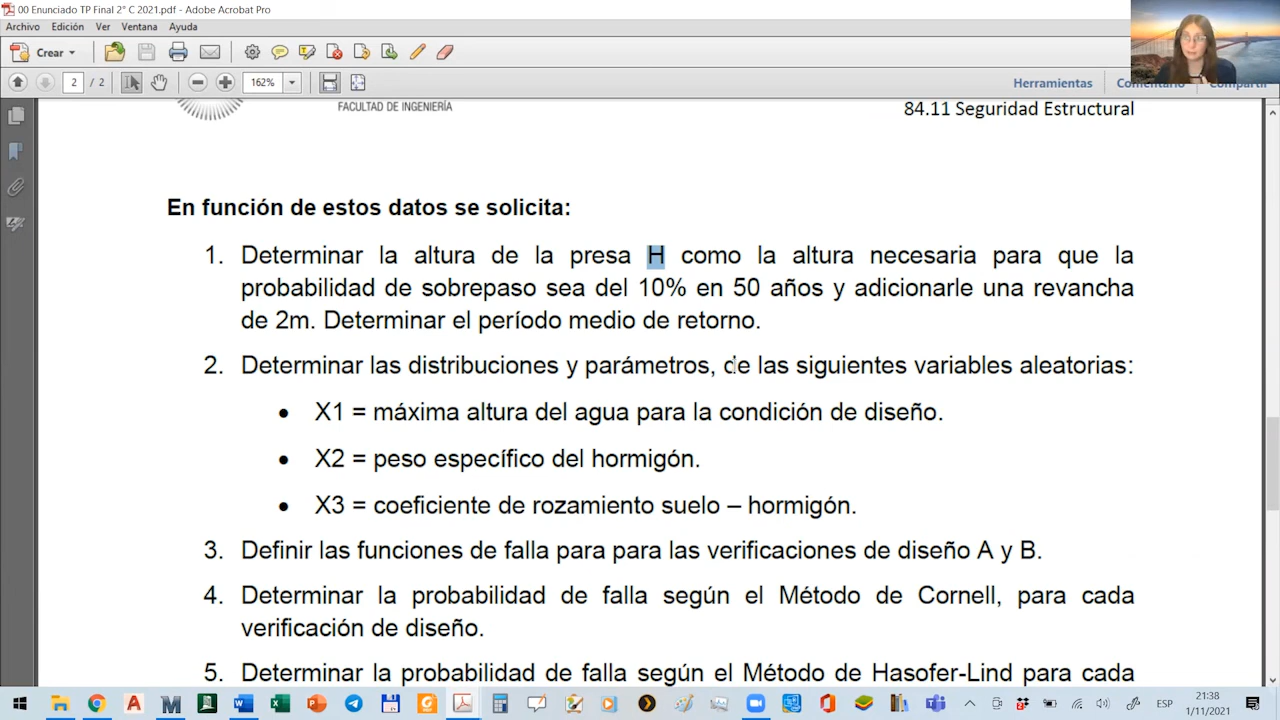 00 Enunciado TP Final 2° C 2021.pdf - Adobe Acrobat Pro
Archivo Edición Ver Ventana Ayuda
Crear
2 / 2 162% Herramientas Comentario Compartir
FACULTAD DE INGENIERÍA
84.11 Seguridad Estructural
En función de estos datos se solicita:
1. Determinar la altura de la presa H como la altura necesaria para que la
probabilidad de sobrepaso sea del 10% en 50 años y adicionarle una revancha
de 2m. Determinar el período medio de retorno.
2. Determinar las distribuciones y parámetros, de las siguientes variables aleatorias:
• X1 = máxima altura del agua para la condición de diseño.
• X2 = peso específico del hormigón.
• X3 = coeficiente de rozamiento suelo – hormigón.
3. Definir las funciones de falla para para las verificaciones de diseño A y B.
4. Determinar la probabilidad de falla según el Método de Cornell, para cada
verificación de diseño.
5. Determinar la probabilidad de falla según el Método de Hasofer-Lind para cada
ESP
21:38
1/11/2021